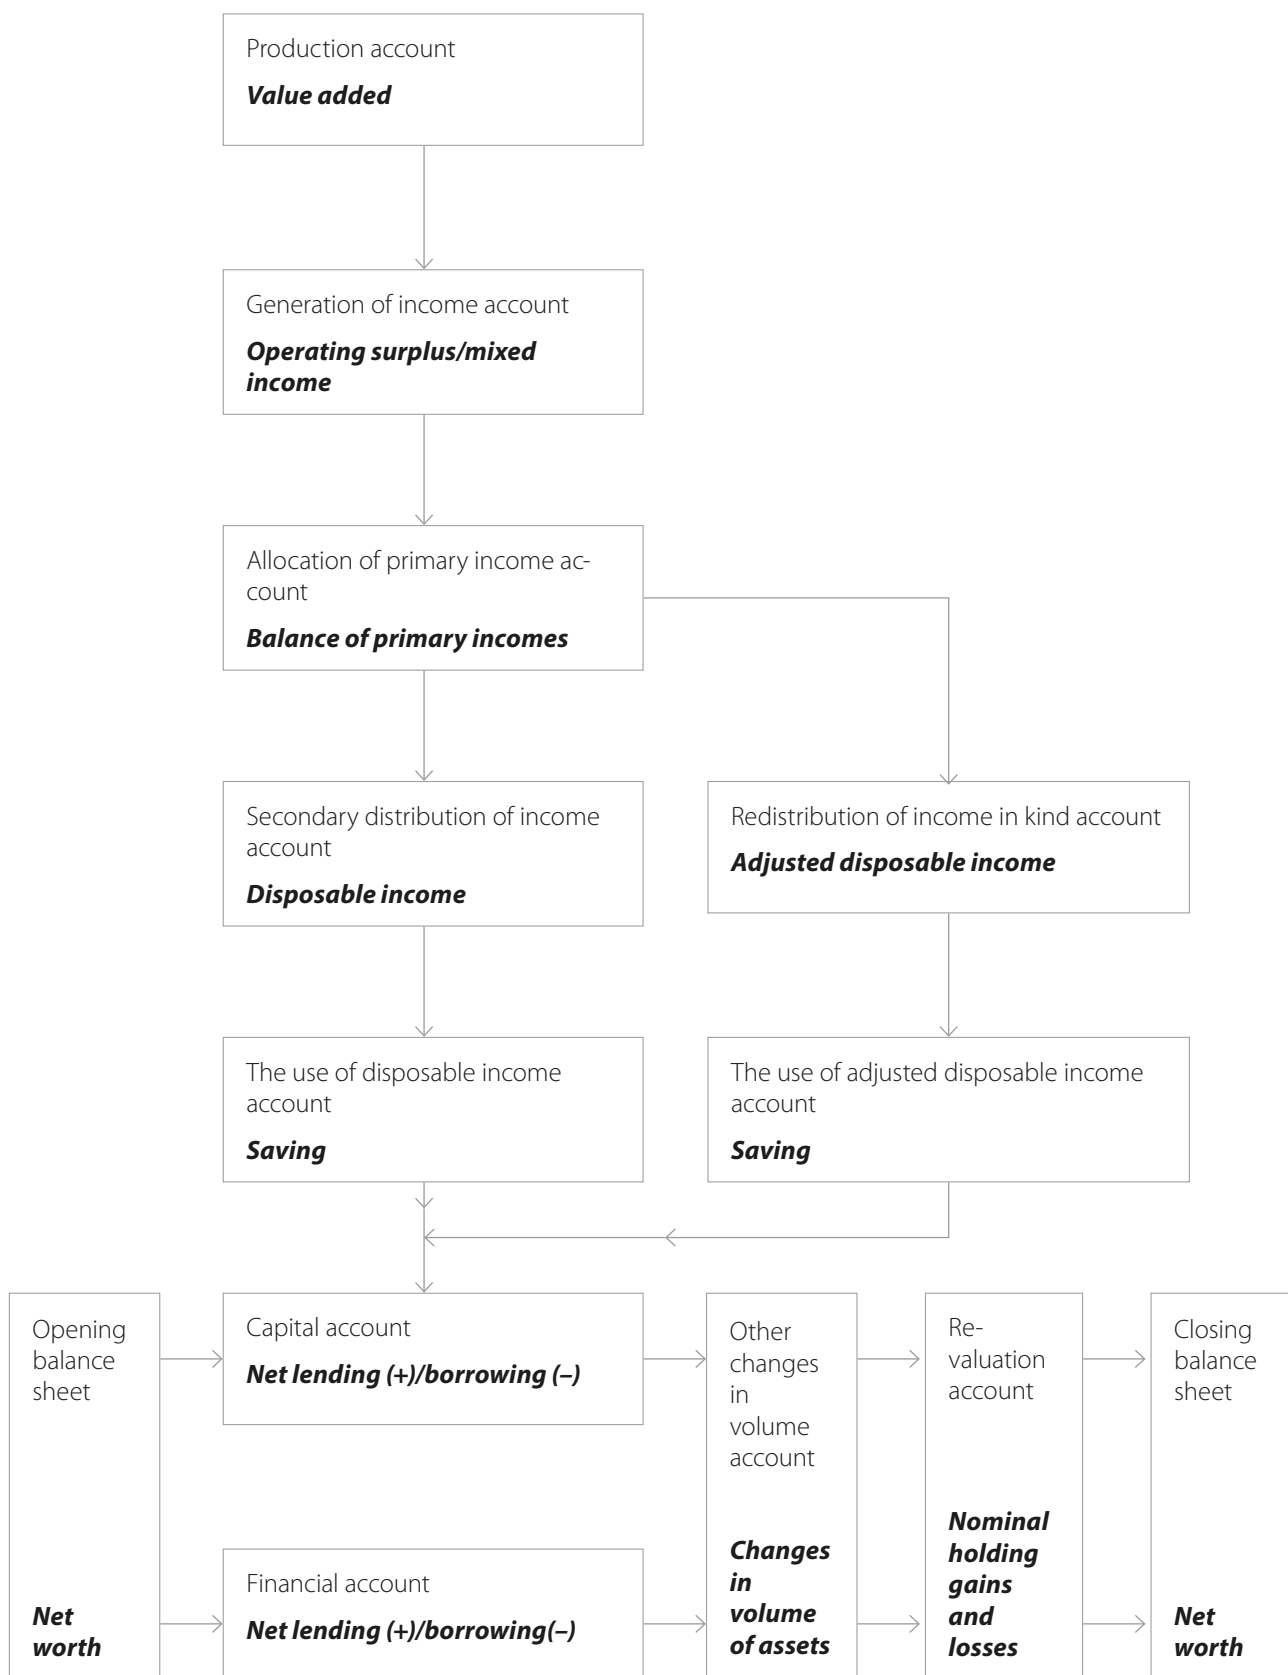 Production account
Value added
Generation of income account
Operating surplus/mixed
income
Allocation of primary income ac-
count
Balance of primary incomes
Secondary distribution of income
account
Disposable income
Redistribution of income in kind account
Adjusted disposable income
The use of disposable income
account
Saving
The use of adjusted disposable income
account
Saving
Opening
balance
sheet
Net
worth
Capital account
Net lending (+)/borrowing (–)
Financial account
Net lending (+)/borrowing(–)
Other
changes
in
volume
account
Changes
in
volume
of assets
Re-
valuation
account
Nominal
holding
gains
and
losses
Closing
balance
sheet
Net
worth